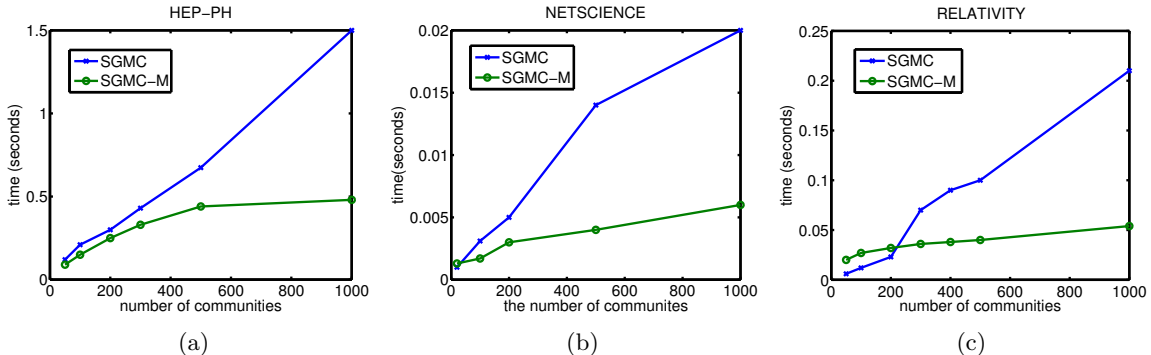 HEP−PH
1.5
1
0.5
0
time (seconds)
SGMC
SGMC−M
0 200 400 600 800 1000
number of communities
(a)
NETSCIENCE
0.02
0.015
0.01
0.005
0
time(seconds)
SGMC
SGMC−M
0 200 400 600 800 1000
the number of communites
(b)
RELATIVITY
0.25
0.2
0.15
0.1
0.05
0
time (seconds)
SGMC
SGMC−M
0 200 400 600 800 1000
number of communities
(c)